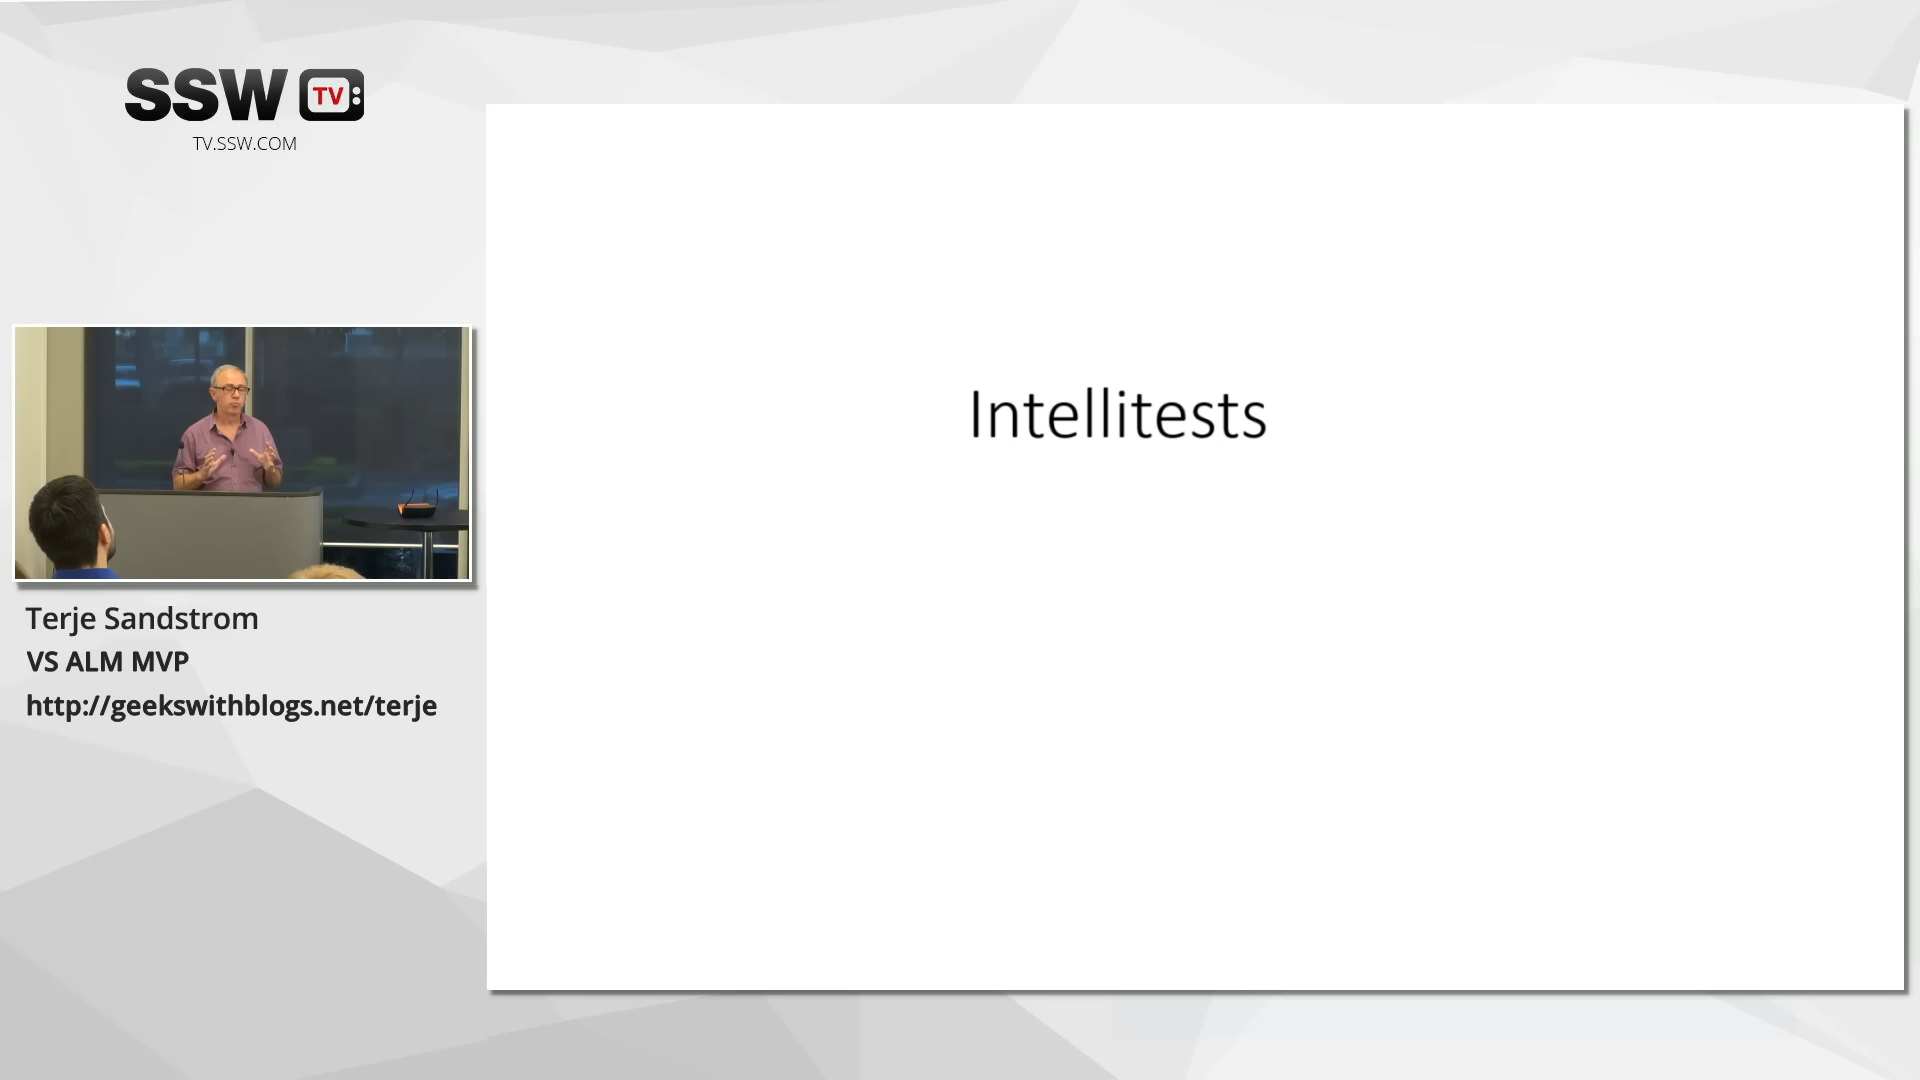 SSW TV
TV.SSW.COM
Intellitests
Terje Sandstrom
VS ALM MVP
http://geekswithblogs.net/terje